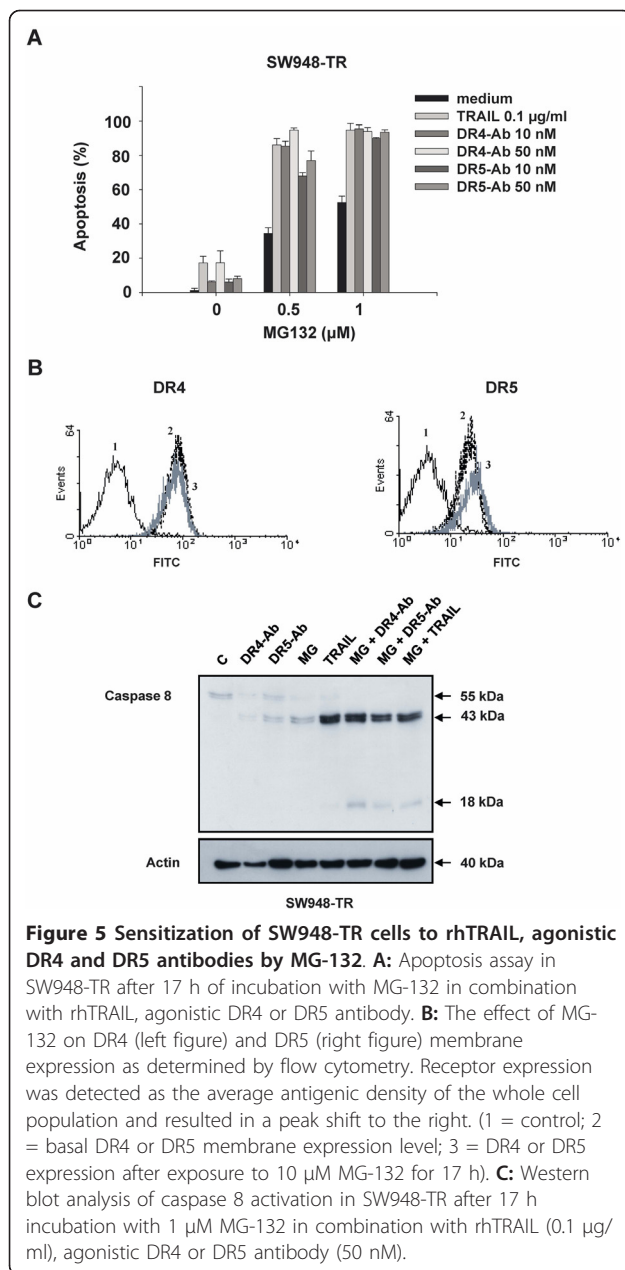 A
SW948-TR
Apoptosis (%)
100
80
60
40
20
0
medium
TRAIL 0.1 µg/ml
DR4-Ab 10 nM
DR4-Ab 50 nM
DR5-Ab 10 nM
DR5-Ab 50 nM
0 0.5 1
MG132 (µM)
B
DR4
64
Events
0
1
2
3
10⁰ 10¹ 10² 10³ 10⁴
FITC
DR5
64
Events
0
1
2
3
10⁰ 10¹ 10² 10³ 10⁴
FITC
C
C DR4-Ab DR5-Ab MG TRAIL MG + DR4-Ab MG + DR5-Ab MG + TRAIL
Caspase 8
55 kDa
43 kDa
18 kDa
Actin
40 kDa
SW948-TR
Figure 5 Sensitization of SW948-TR cells to rhTRAIL, agonistic
DR4 and DR5 antibodies by MG-132. A: Apoptosis assay in
SW948-TR after 17 h of incubation with MG-132 in combination
with rhTRAIL, agonistic DR4 or DR5 antibody. B: The effect of MG-
132 on DR4 (left figure) and DR5 (right figure) membrane
expression as determined by flow cytometry. Receptor expression
was detected as the average antigenic density of the whole cell
population and resulted in a peak shift to the right. (1 = control; 2
= basal DR4 or DR5 membrane expression level; 3 = DR4 or DR5
expression after exposure to 10 µM MG-132 for 17 h). C: Western
blot analysis of caspase 8 activation in SW948-TR after 17 h
incubation with 1 µM MG-132 in combination with rhTRAIL (0.1 µg/
ml), agonistic DR4 or DR5 antibody (50 nM).